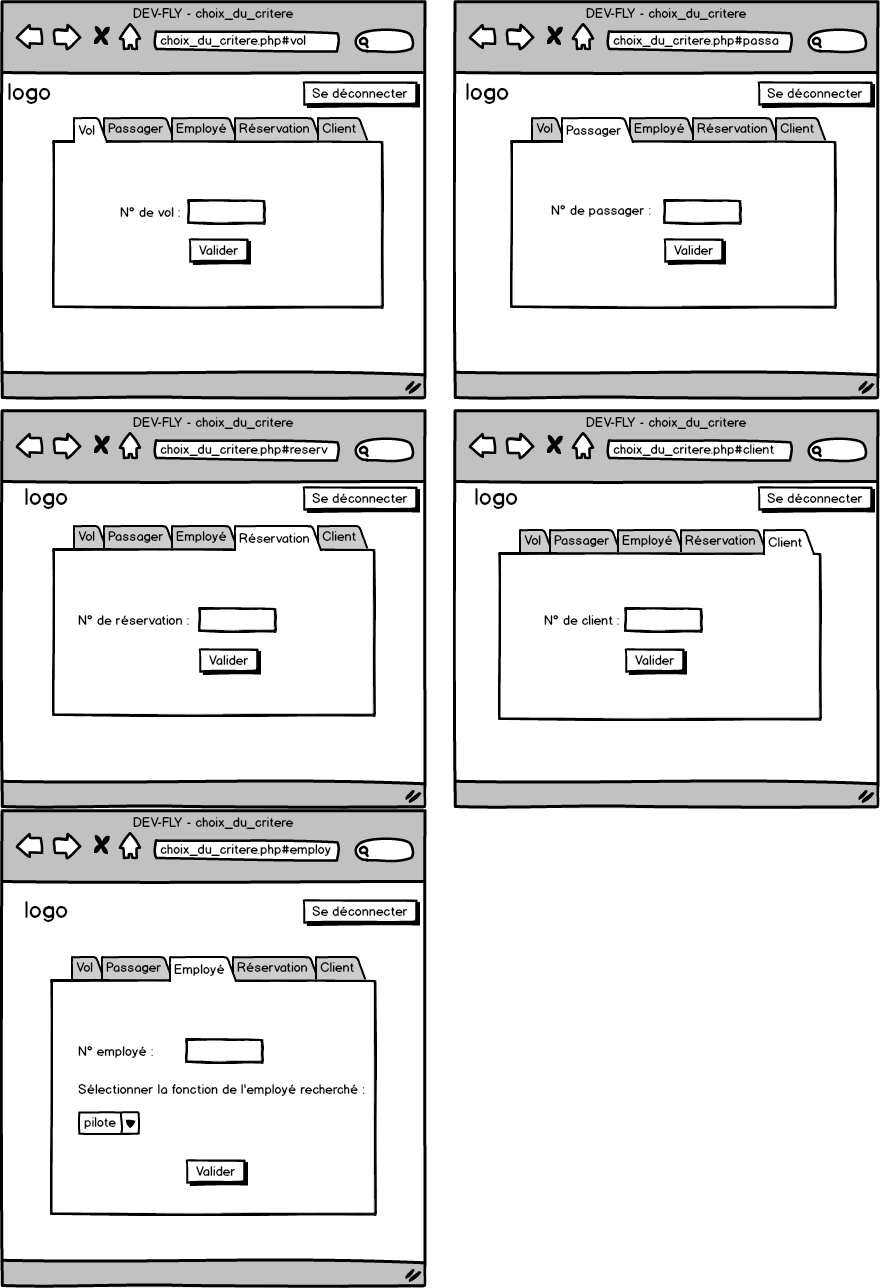 DEV-FLY - choix_du_critere
choix_du_critere.php#vol
logo
Se déconnecter
Vol Passager Employé Réservation Client
N° de vol :
Valider
DEV-FLY - choix_du_critere
choix_du_critere.php#passa
logo
Se déconnecter
Vol Passager Employé Réservation Client
N° de passager :
Valider
DEV-FLY - choix_du_critere
choix_du_critere.php#reserv
logo
Se déconnecter
Vol Passager Employé Réservation Client
N° de réservation :
Valider
DEV-FLY - choix_du_critere
choix_du_critere.php#client
logo
Se déconnecter
Vol Passager Employé Réservation Client
N° de client :
Valider
DEV-FLY - choix_du_critere
choix_du_critere.php#employ
logo
Se déconnecter
Vol Passager Employé Réservation Client
N° employé :
Sélectionner la fonction de l'employé recherché :
pilote
Valider